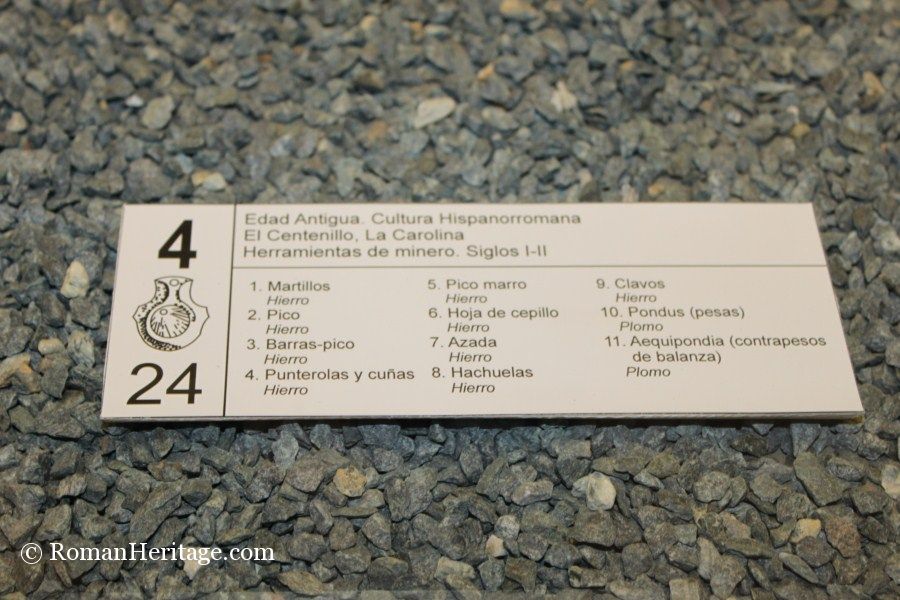 4
24
Edad Antigua. Cultura Hispanorromana
El Centenillo, La Carolina
Herramientas de minero. Siglos I-II
1. Martillos
Hierro
2. Pico
Hierro
3. Barras-pico
Hierro
4. Punterolas y cuñas
Hierro
5. Pico marro
Hierro
6. Hoja de cepillo
Hierro
7. Azada
Hierro
8. Hachuelas
Hierro
9. Clavos
Hierro
10. Pondus (pesas)
Plomo
11. Aequipondia (contrapesos
de balanza)
Plomo
© RomanHeritage.com